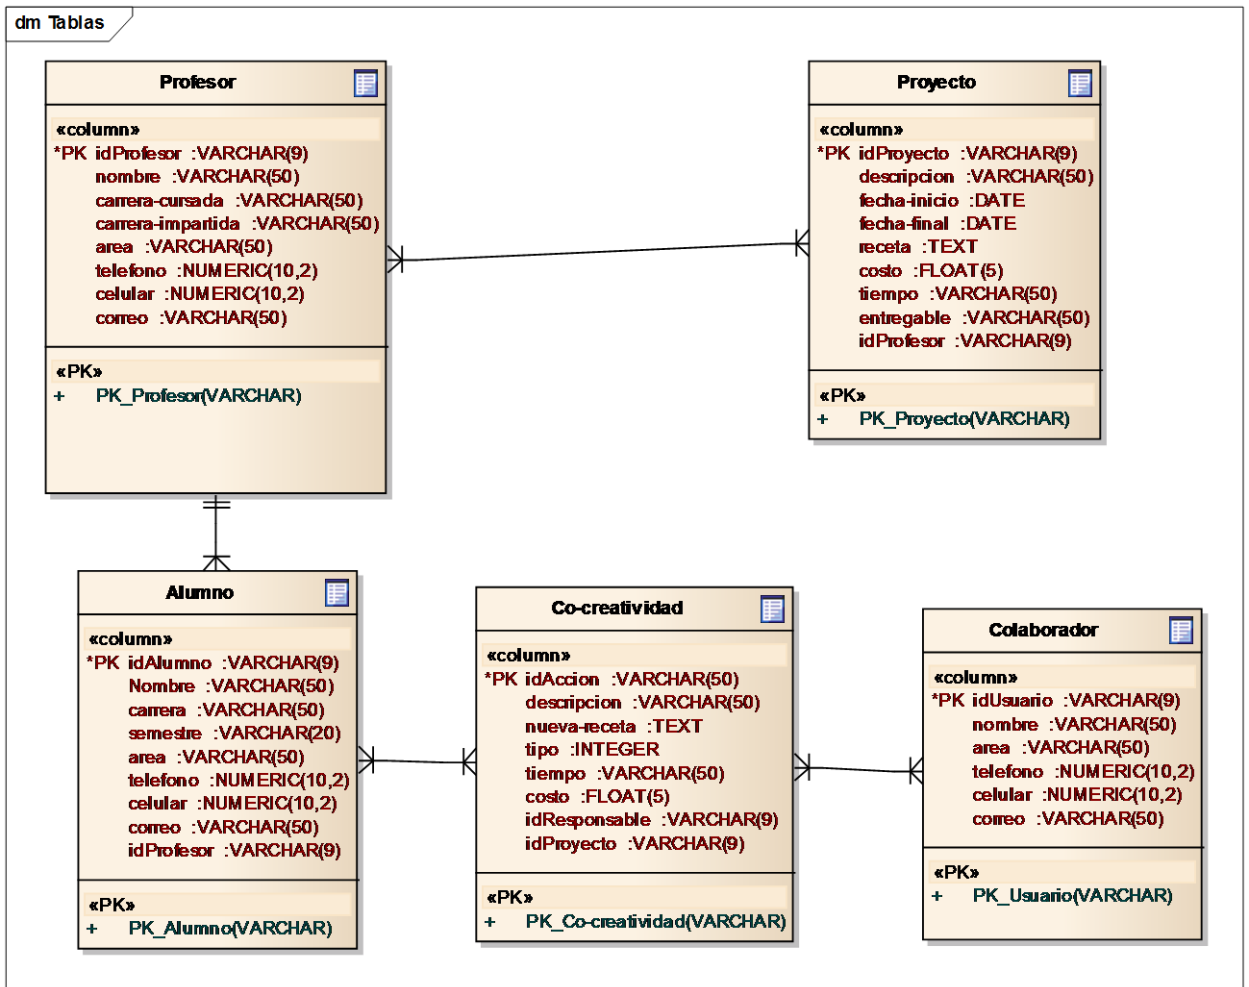 dm Tablas
Profesor
«column»
*PK idProfesor :VARCHAR(9)
nombre :VARCHAR(50)
carrera-cursada :VARCHAR(50)
carrera-impartida :VARCHAR(50)
area :VARCHAR(50)
telefono :NUMERIC(10,2)
celular :NUMERIC(10,2)
correo :VARCHAR(50)
«PK»
+ PK_Profesor(VARCHAR)
Proyecto
«column»
*PK idProyecto :VARCHAR(9)
descripcion :VARCHAR(50)
fecha-inicio :DATE
fecha-final :DATE
receta :TEXT
costo :FLOAT(5)
tiempo :VARCHAR(50)
entregable :VARCHAR(50)
idProfesor :VARCHAR(9)
«PK»
+ PK_Proyecto(VARCHAR)
Alumno
«column»
*PK idAlumno :VARCHAR(9)
Nombre :VARCHAR(50)
carrera :VARCHAR(50)
semestre :VARCHAR(20)
area :VARCHAR(50)
telefono :NUMERIC(10,2)
celular :NUMERIC(10,2)
correo :VARCHAR(50)
idProfesor :VARCHAR(9)
«PK»
+ PK_Alumno(VARCHAR)
Co-creatividad
«column»
*PK idAccion :VARCHAR(50)
descripcion :VARCHAR(50)
nueva-receta :TEXT
tipo :INTEGER
tiempo :VARCHAR(50)
costo :FLOAT(5)
idResponsable :VARCHAR(9)
idProyecto :VARCHAR(9)
«PK»
+ PK_Co-creatividad(VARCHAR)
Colaborador
«column»
*PK idUsuario :VARCHAR(9)
nombre :VARCHAR(50)
area :VARCHAR(50)
telefono :NUMERIC(10,2)
celular :NUMERIC(10,2)
correo :VARCHAR(50)
«PK»
+ PK_Usuario(VARCHAR)